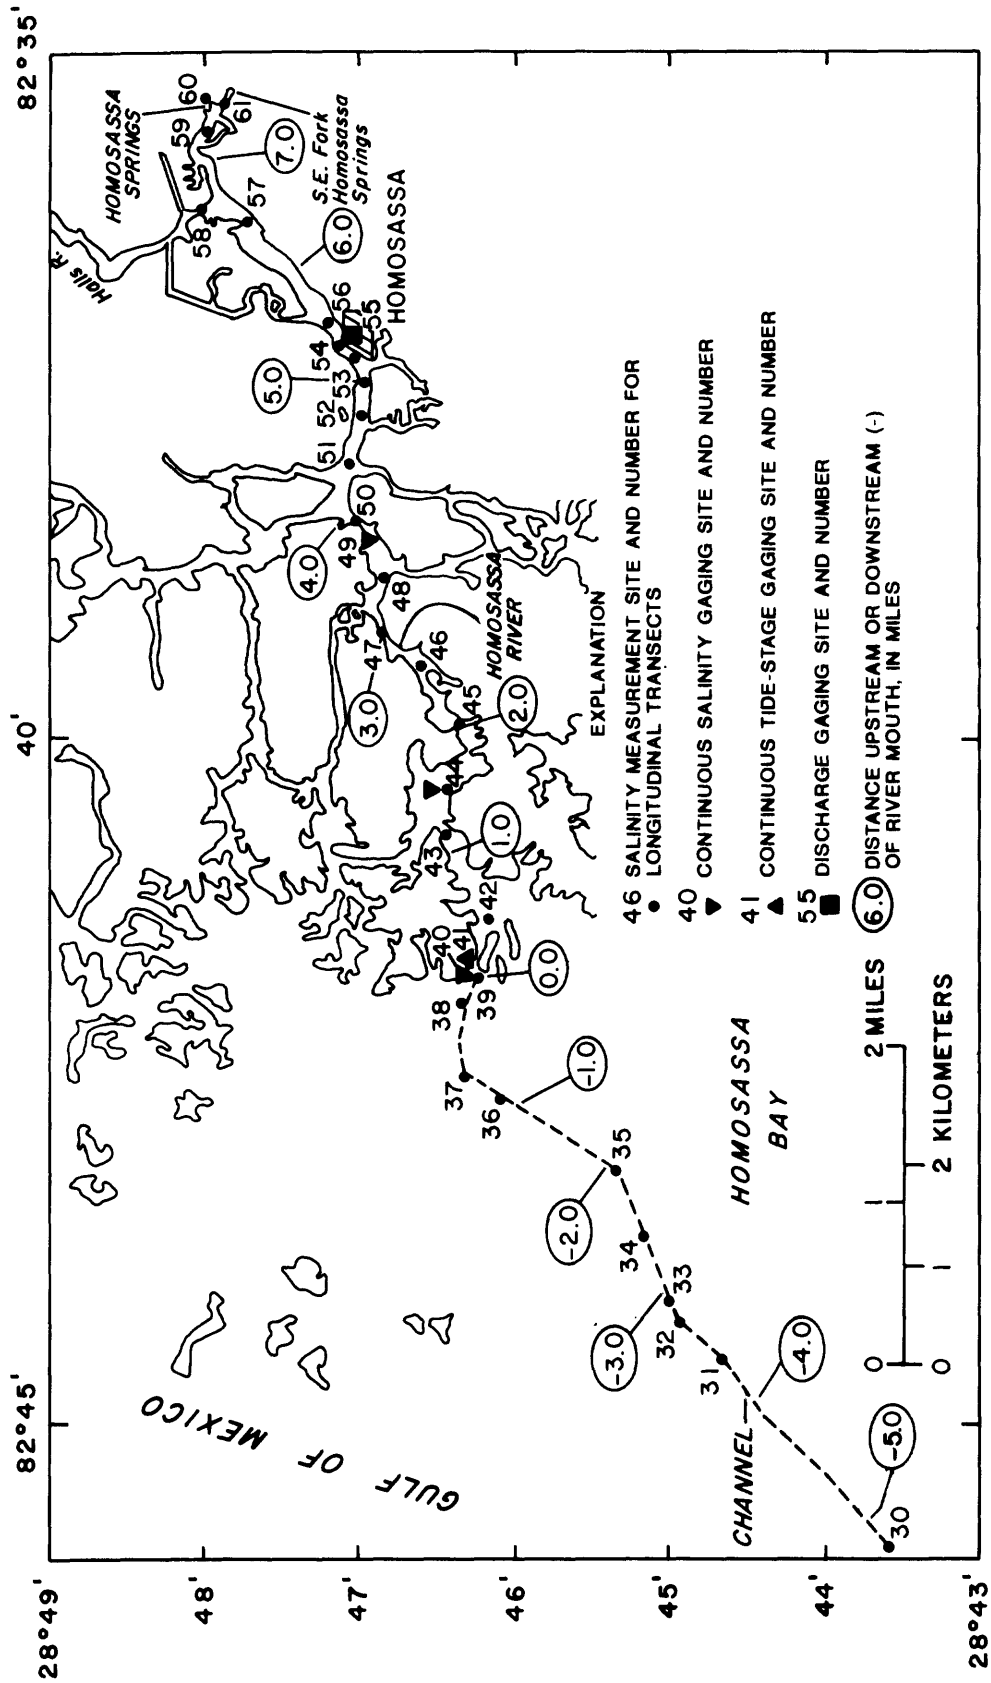 82°45'
40'
82°35'
28°49'
48'
47'
46'
45'
44'
28°43'
GULF OF MEXICO
Halls R.
HOMOSASSA
SPRINGS
S.E. Fork
Homosassa
Springs
HOMOSASSA
HOMOSASSA
RIVER
HOMOSASSA
BAY
CHANNEL
30
31
32
33
34
35
36
37
38
39
40
41
42
43
44
45
46
47
48
49
50
51
52
53
54
55
56
57
58
59
60
61
-5.0
-4.0
-3.0
-2.0
-1.0
0.0
1.0
2.0
3.0
4.0
5.0
6.0
7.0
EXPLANATION
46 SALINITY MEASUREMENT SITE AND NUMBER FOR
LONGITUDINAL TRANSECTS
40 CONTINUOUS SALINITY GAGING SITE AND NUMBER
41 CONTINUOUS TIDE-STAGE GAGING SITE AND NUMBER
55 DISCHARGE GAGING SITE AND NUMBER
6.0 DISTANCE UPSTREAM OR DOWNSTREAM (-)
OF RIVER MOUTH, IN MILES
0 1 2 MILES
0 1 2 KILOMETERS